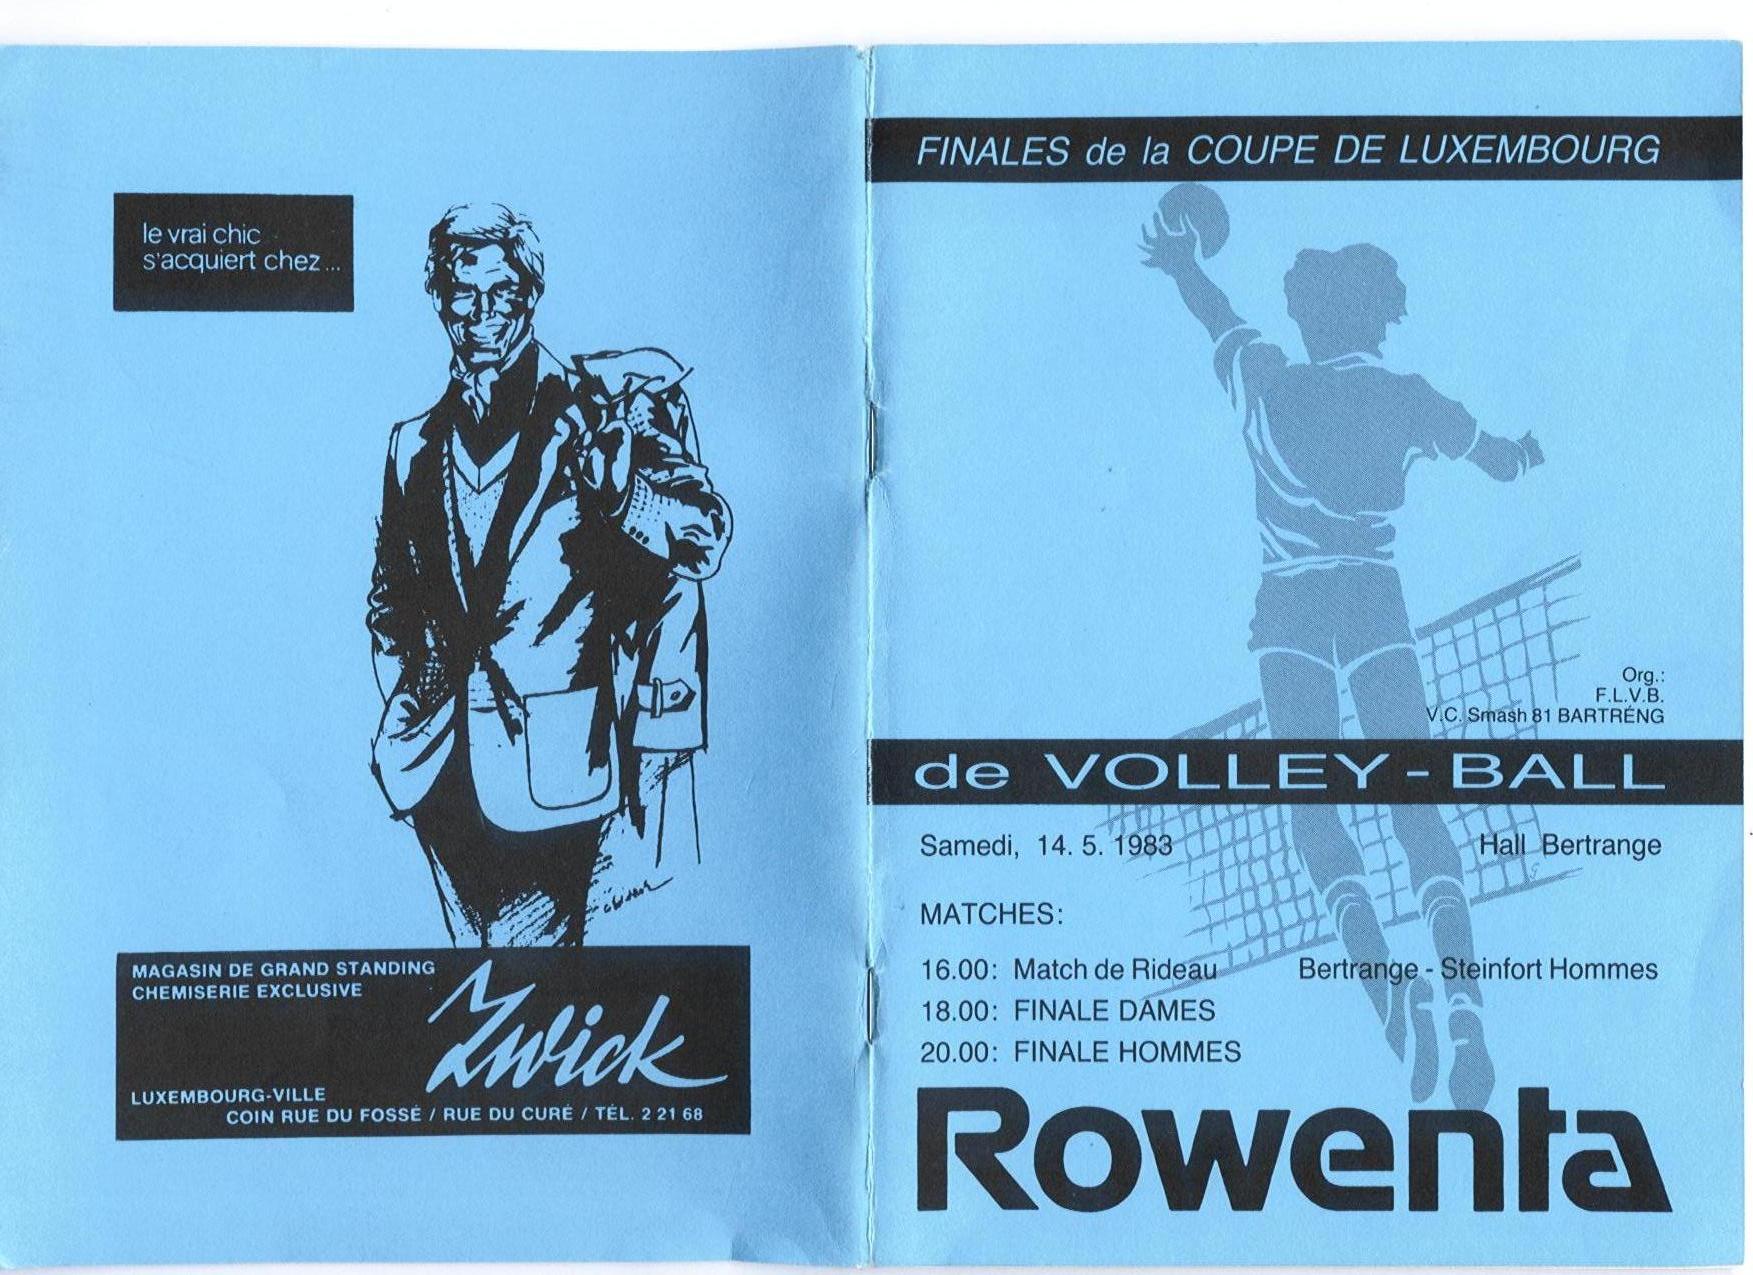 le vrai chic
s'acquiert chez...
MAGASIN DE GRAND STANDING
CHEMISERIE EXCLUSIVE
Zwick
LUXEMBOURG-VILLE
COIN RUE DU FOSSÉ / RUE DU CURÉ / TÉL. 2 21 68
FINALES de la COUPE DE LUXEMBOURG
Org.:
F.L.V.B.
V.C. Smash 81 BARTRÉNG
de VOLLEY-BALL
Samedi, 14. 5. 1983 Hall Bertrange
MATCHES:
16.00: Match de Rideau Bertrange - Steinfort Hommes
18.00: FINALE DAMES
20.00: FINALE HOMMES
Rowenta